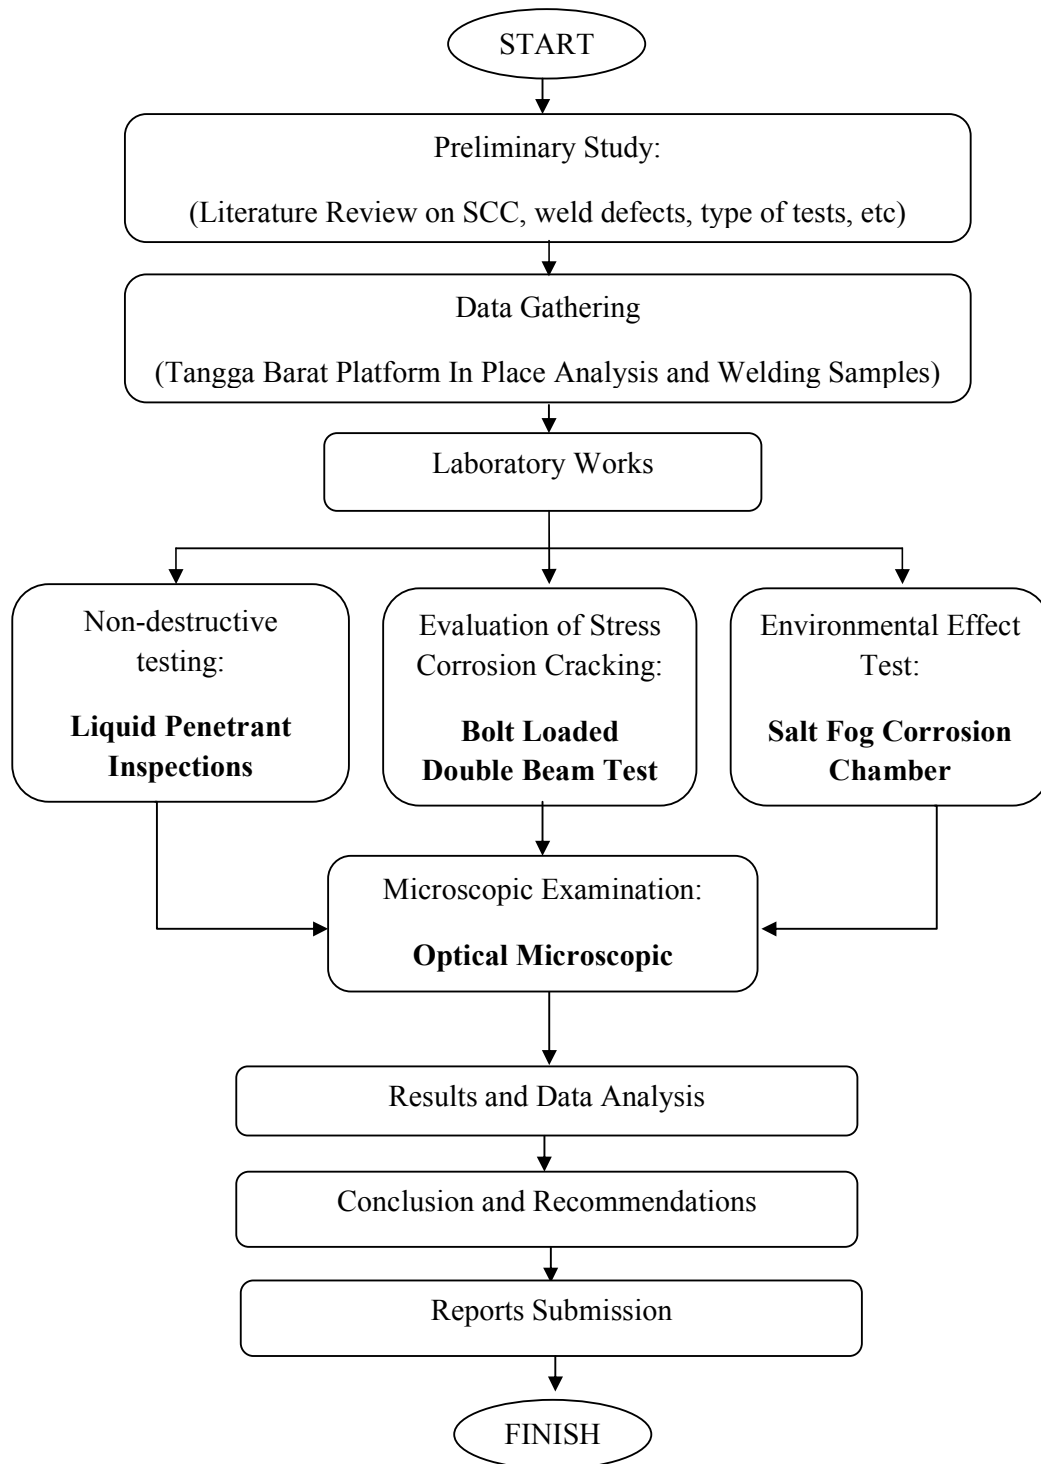 START
Preliminary Study:
(Literature Review on SCC, weld defects, type of tests, etc)
Data Gathering
(Tangga Barat Platform In Place Analysis and Welding Samples)
Laboratory Works
Non-destructive
testing:
Liquid Penetrant
Inspections
Evaluation of Stress
Corrosion Cracking:
Bolt Loaded
Double Beam Test
Environmental Effect
Test:
Salt Fog Corrosion
Chamber
Microscopic Examination:
Optical Microscopic
Results and Data Analysis
Conclusion and Recommendations
Reports Submission
FINISH